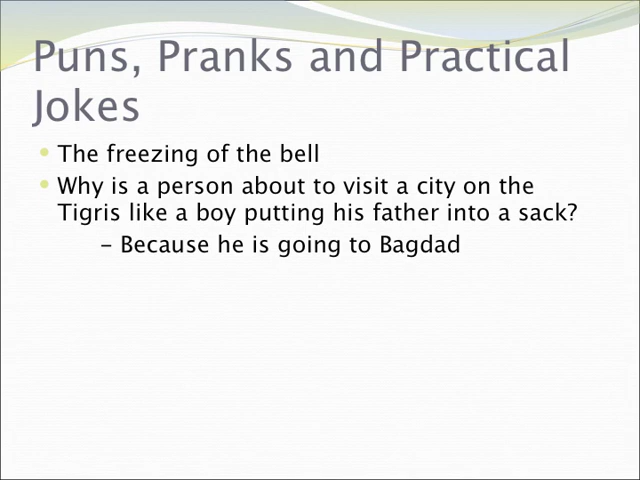 Puns, Pranks and Practical
Jokes
• The freezing of the bell
• Why is a person about to visit a city on the
Tigris like a boy putting his father into a sack?
– Because he is going to Bagdad